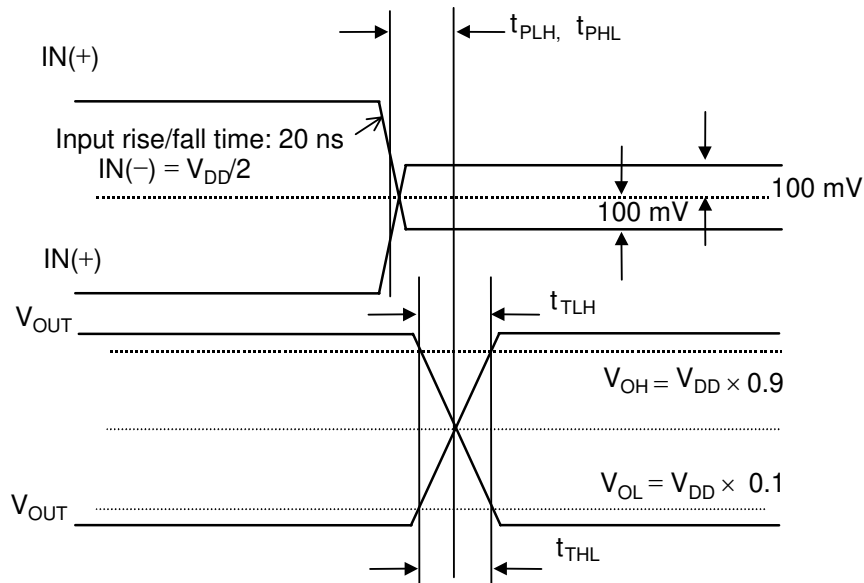 t_PLH, t_PHL
IN(+)
Input rise/fall time: 20 ns
IN(−) = V_DD/2
100 mV
100 mV
IN(+)
V_OUT
t_TLH
V_OH = V_DD × 0.9
V_OL = V_DD × 0.1
V_OUT
t_THL